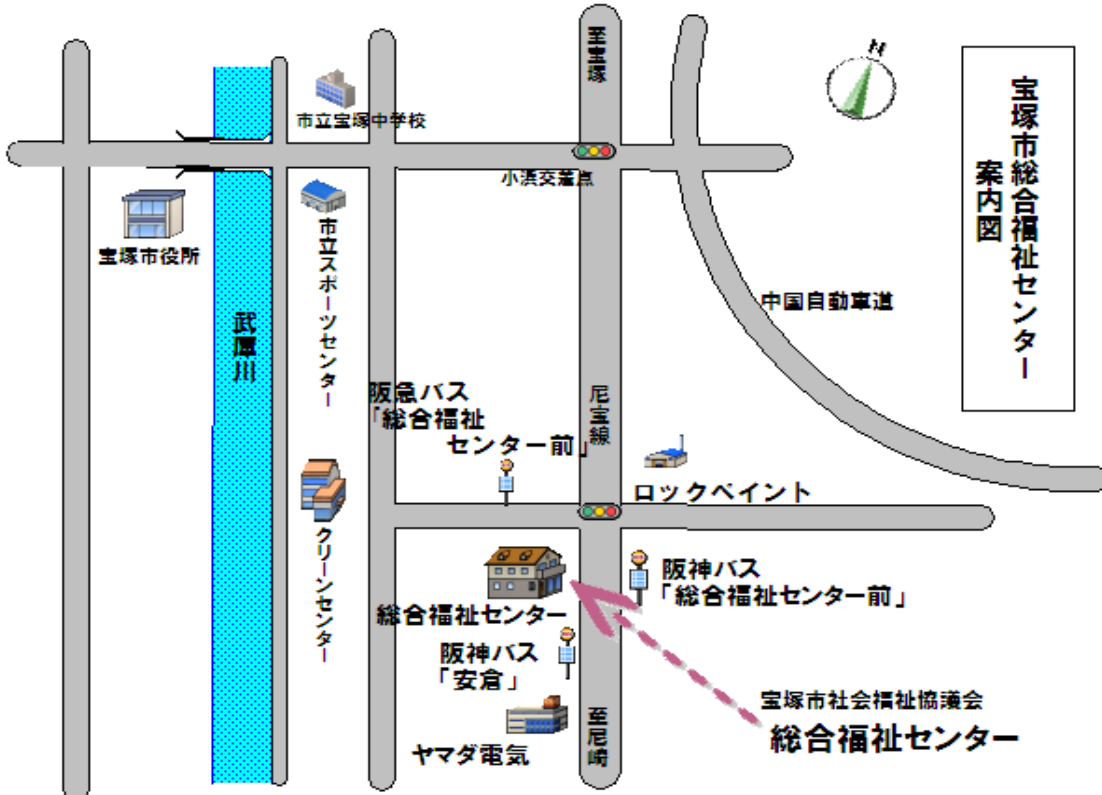 至宝塚
N
宝塚市総合福祉センター
案内図
市立宝塚中学校
小浜交差点
宝塚市役所
市立スポーツセンター
中国自動車道
武庫川
阪急バス
「総合福祉
センター前」
尼宝線
ロックペイント
クリーンセンター
総合福祉センター
阪神バス
「総合福祉センター前」
阪神バス
「安倉」
宝塚市社会福祉協議会
総合福祉センター
至尼崎
ヤマダ電気